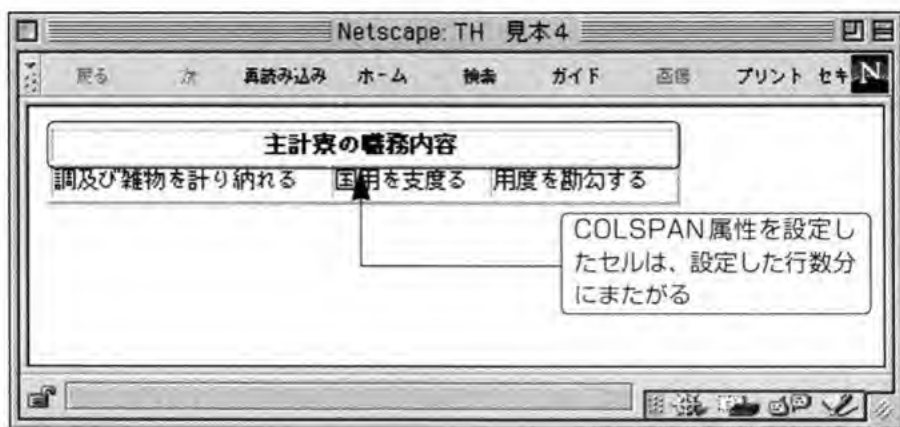 Netscape: TH 見本4
戻る 次 再読み込み ホーム 検索 ガイド 画像 プリント セキ N
主計寮の職務内容
調及び雑物を計り納れる 国用を支度る 用度を勘勾する
COLSPAN属性を設定し
たセルは、設定した行数分
にまたがる